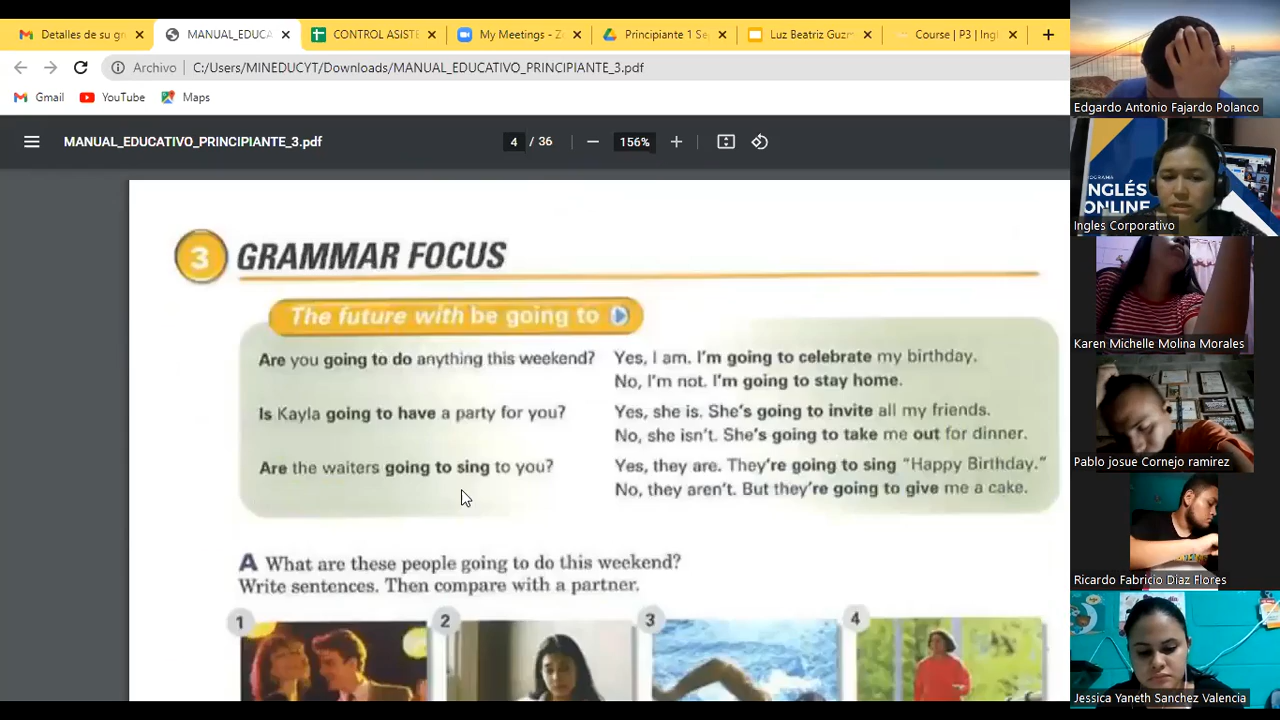 Detalles de su gr
MANUAL_EDUCA
CONTROL ASIST
My Meetings - Z
Principiante 1 Se
Luz Beatriz Guzm
Course | P3 | Ingl
Archivo
C:/Users/MINEDUCYT/Downloads/MANUAL_EDUCATIVO_PRINCIPIANTE_3.pdf
Gmail
YouTube
Maps
MANUAL_EDUCATIVO_PRINCIPIANTE_3.pdf
4 / 36
156%
3 GRAMMAR FOCUS
The future with be going to
Are you going to do anything this weekend?
Yes, I am. I'm going to celebrate my birthday.
No, I'm not. I'm going to stay home.
Is Kayla going to have a party for you?
Yes, she is. She's going to invite all my friends.
No, she isn't. She's going to take me out for dinner.
Are the waiters going to sing to you?
Yes, they are. They're going to sing "Happy Birthday."
No, they aren't. But they're going to give me a cake.
A What are these people going to do this weekend?
Write sentences. Then compare with a partner.
1
2
3
4
Edgardo Antonio Fajardo Polanco
INGLÉS
ONLINE
Ingles Corporativo
Karen Michelle Molina Morales
Pablo josue Cornejo ramirez
Ricardo Fabricio Diaz Flores
Jessica Yaneth Sanchez Valencia